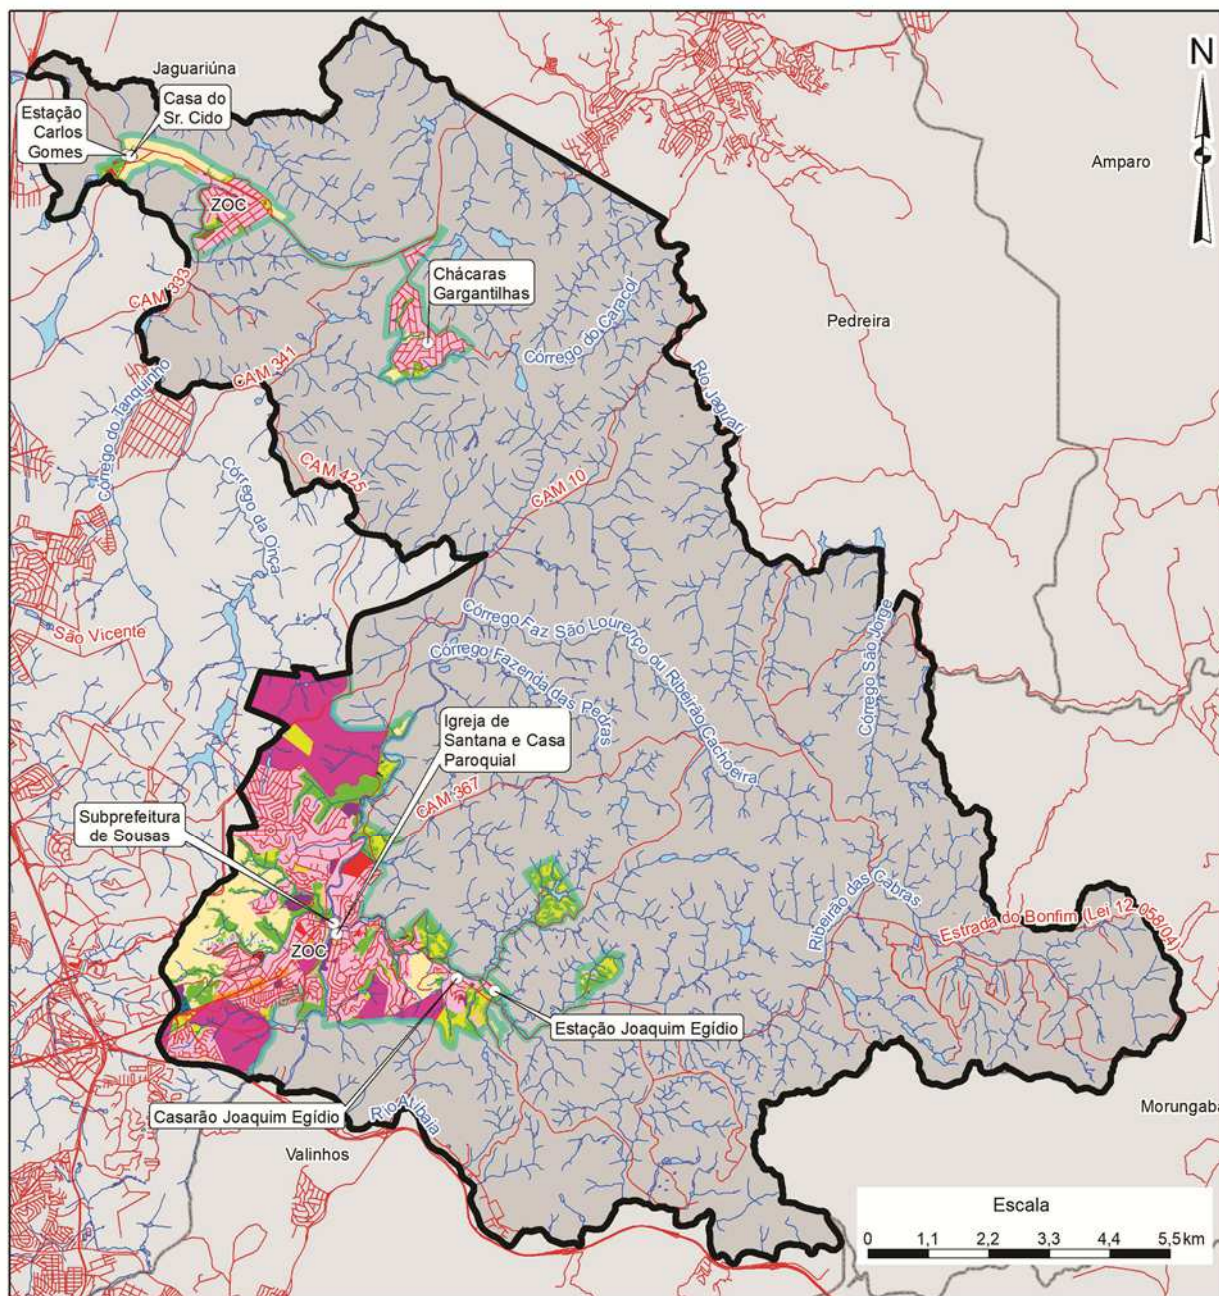 N
Jaguariúna
Casa do
Sr. Cido
Estação
Carlos
Gomes
Amparo
ZOC
Chácaras
Gargantilhas
CAM 333
Pedreira
Córrego do Caracol
CAM 341
Rio Jaguari
Córrego do Tanquinho
CAM 425
CAM 10
Córrego da Onça
São Vicente
Córrego Faz São Lourenço ou Ribeirão Cachoeira
Córrego Fazenda das Pedras
Córrego São Jorge
Igreja de
Santana e Casa
Paroquial
CAM 367
Subprefeitura
de Sousas
Ribeirão das Cabras
Estrada do Bonfim (Lei 12.058/04)
ZOC
Estação Joaquim Egídio
Casarão Joaquim Egídio
Rio Atibaia
Valinhos
Morungaba
Escala
0 1,1 2,2 3,3 4,4 5,5 km